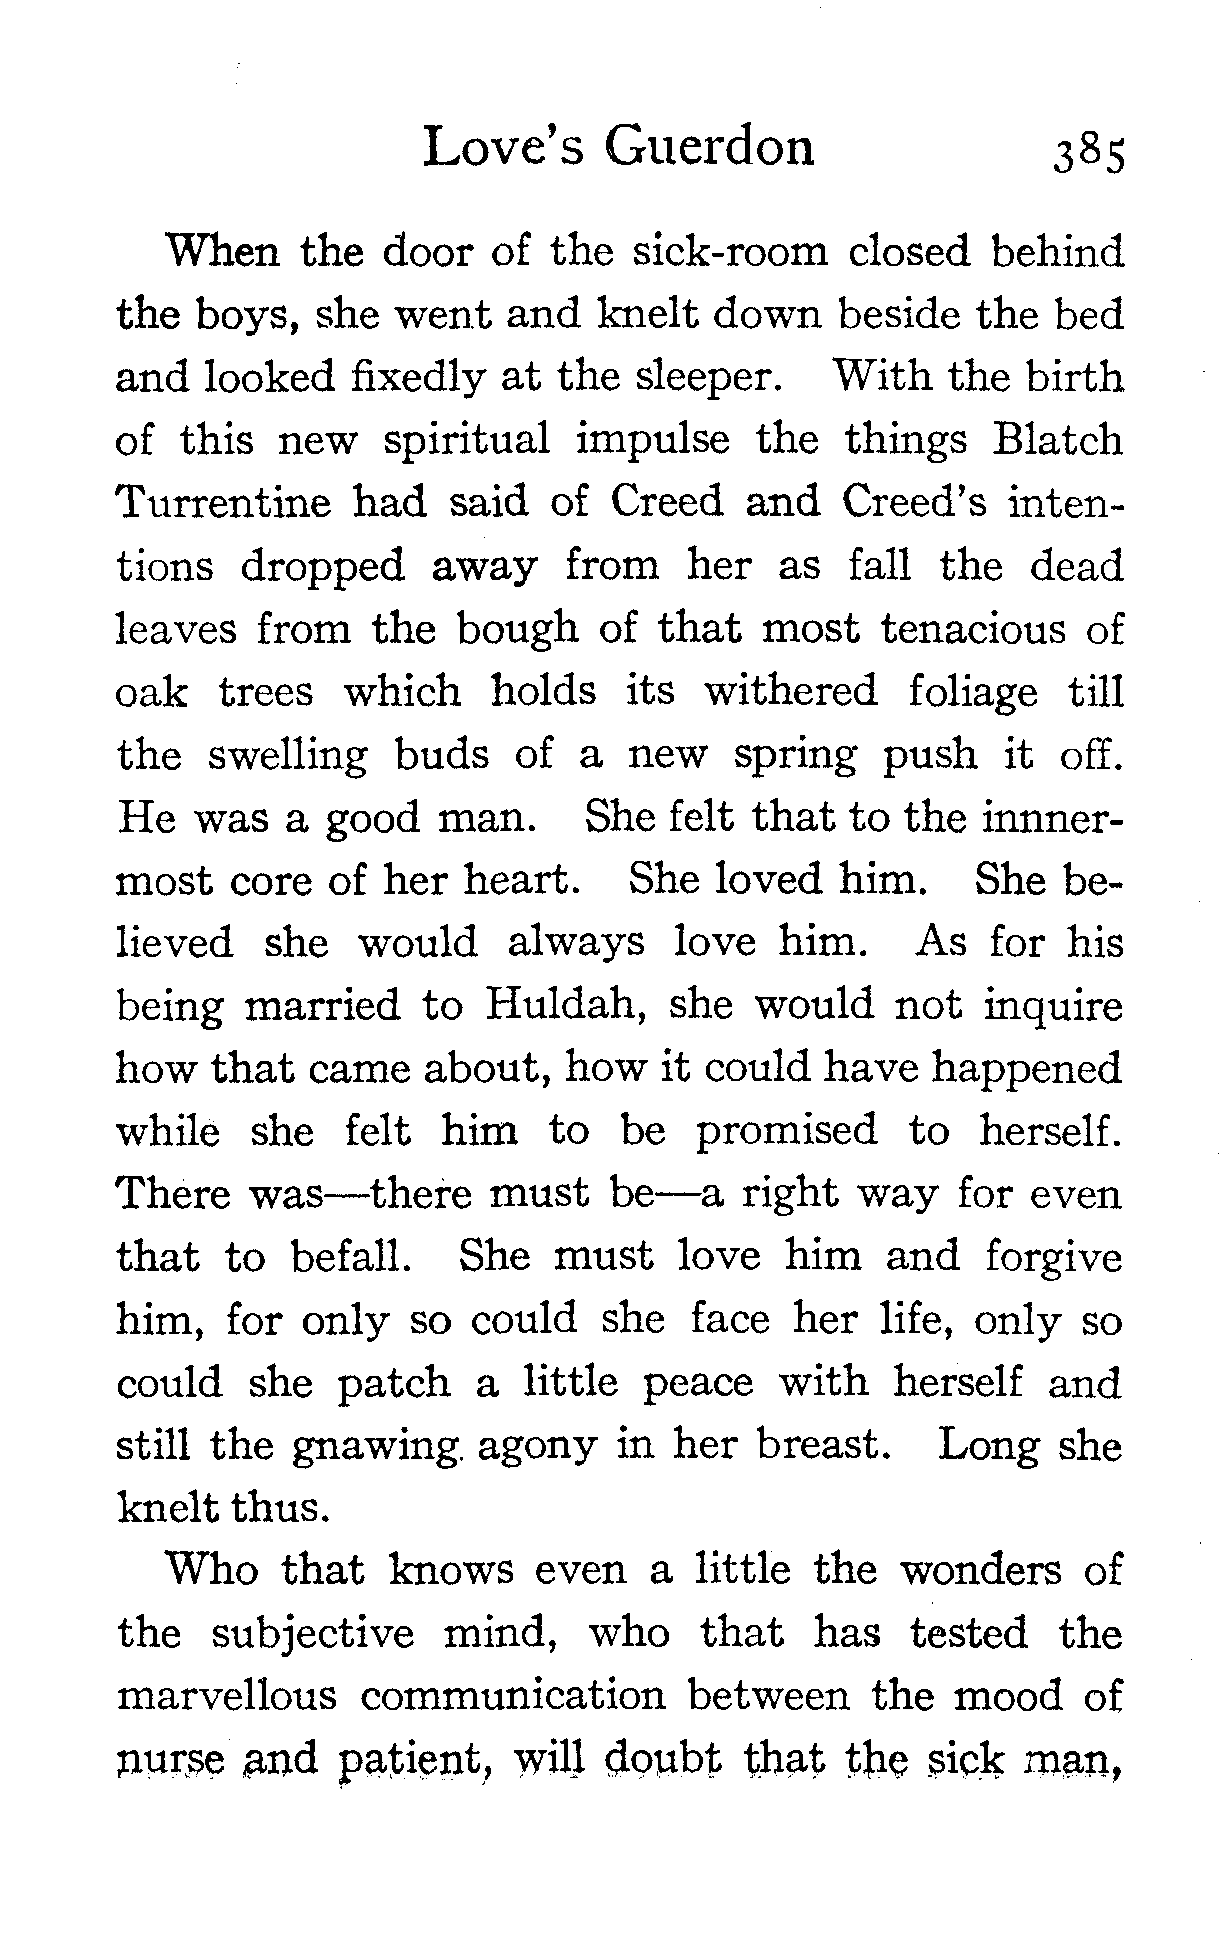 Love's Guerdon 385
When the door of the sick-room closed behind
the boys, she went and knelt down beside the bed
and looked fixedly at the sleeper. With the birth
of this new spiritual impulse the things Blatch
Turrentine had said of Creed and Creed's inten-
tions dropped away from her as fall the dead
leaves from the bough of that most tenacious of
oak trees which holds its withered foliage till
the swelling buds of a new spring push it off.
He was a good man. She felt that to the innner-
most core of her heart. She loved him. She be-
lieved she would always love him. As for his
being married to Huldah, she would not inquire
how that came about, how it could have happened
while she felt him to be promised to herself.
There was—there must be—a right way for even
that to befall. She must love him and forgive
him, for only so could she face her life, only so
could she patch a little peace with herself and
still the gnawing agony in her breast. Long she
knelt thus.
Who that knows even a little the wonders of
the subjective mind, who that has tested the
marvellous communication between the mood of
nurse and patient, will doubt that the sick man,